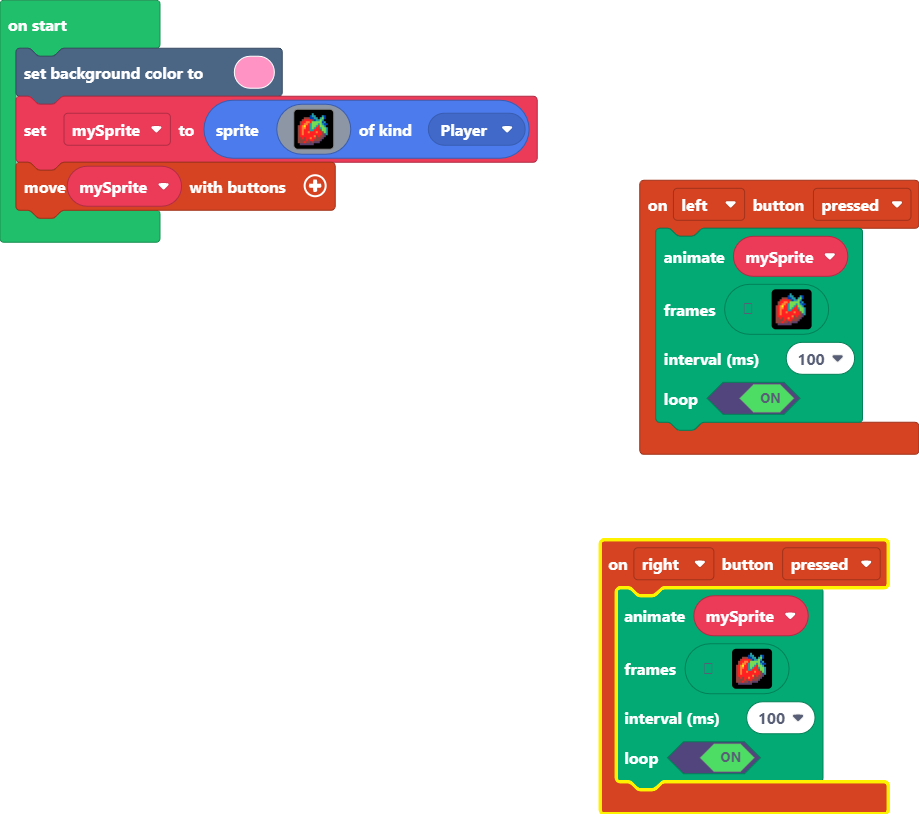 on start
set background color to
set mySprite to sprite of kind Player
move mySprite with buttons
on left button pressed
animate mySprite
frames
interval (ms) 100
loop ON
on right button pressed
animate mySprite
frames
interval (ms) 100
loop ON